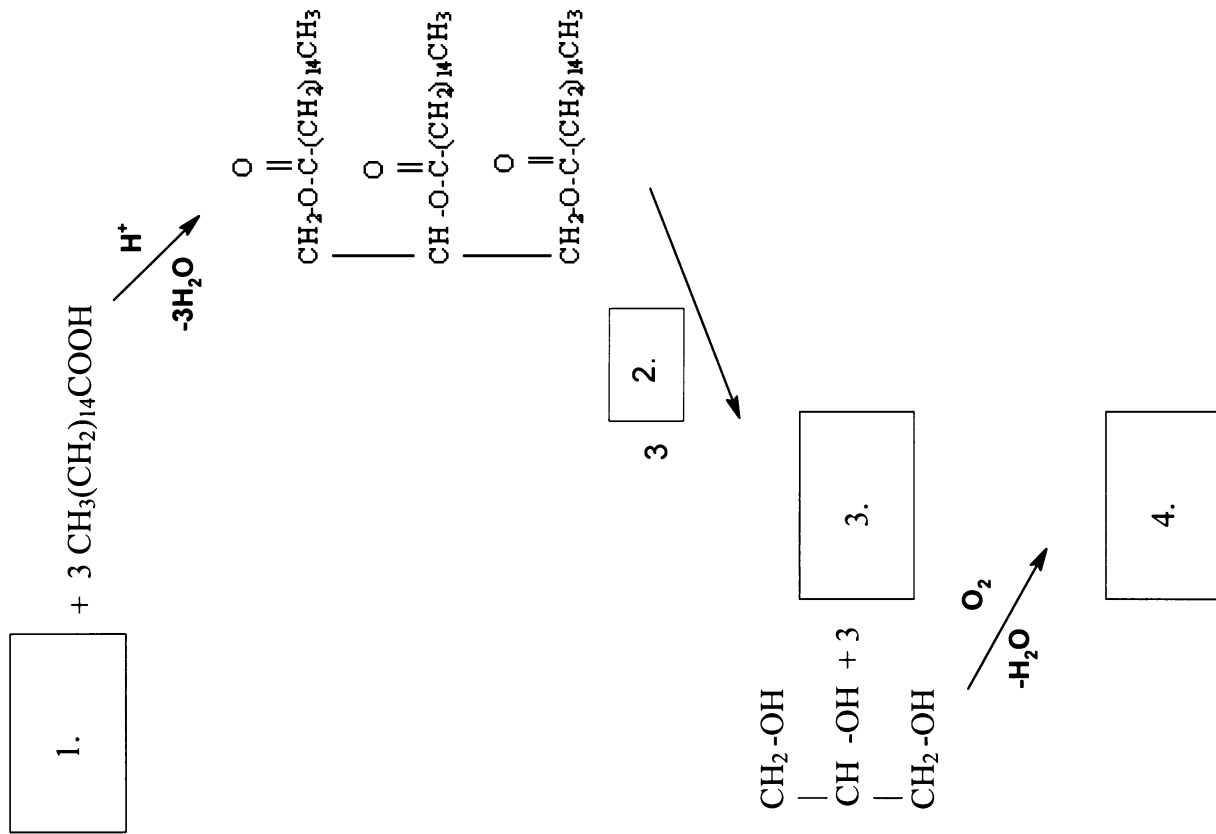 1.
+ 3 CH₃(CH₂)₁₄COOH
H⁺
-3H₂O
O
CH₂-O-C-(CH₂)₁₄CH₃
O
CH -O-C-(CH₂)₁₄CH₃
O
CH₂-O-C-(CH₂)₁₄CH₃
3
2.
CH₂ -OH
CH -OH + 3
CH₂ -OH
3.
O₂
-H₂O
4.